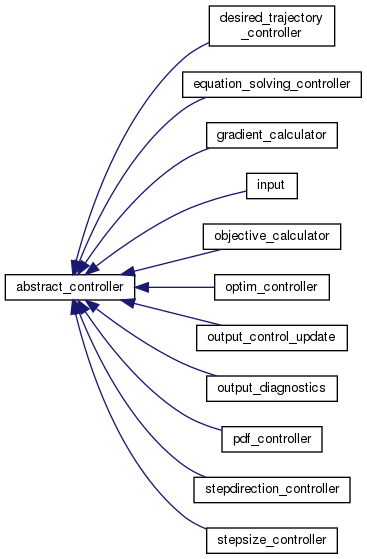 desired_trajectory
_controller
equation_solving_controller
gradient_calculator
input
objective_calculator
abstract_controller
optim_controller
output_control_update
output_diagnostics
pdf_controller
stepdirection_controller
stepsize_controller